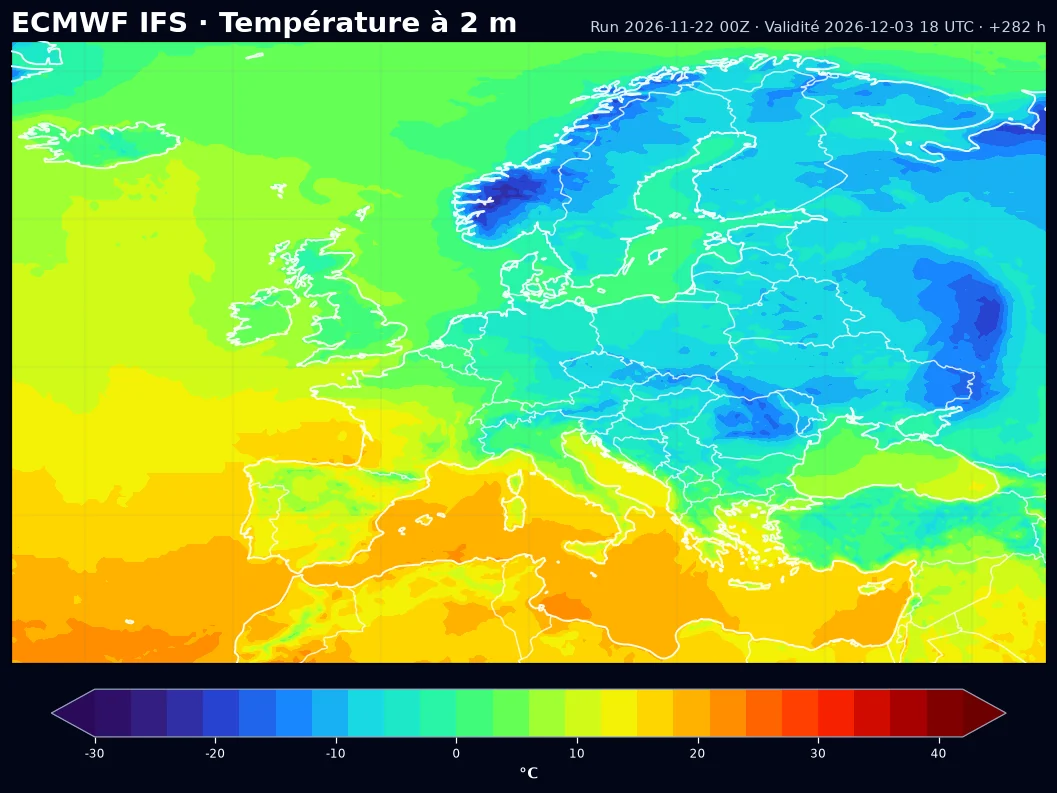 ECMWF IFS · Température à 2 m
Run 2026-11-22 00Z · Validité 2026-12-03 18 UTC · +282 h
-30 -20 -10 0 10 20 30 40
°C